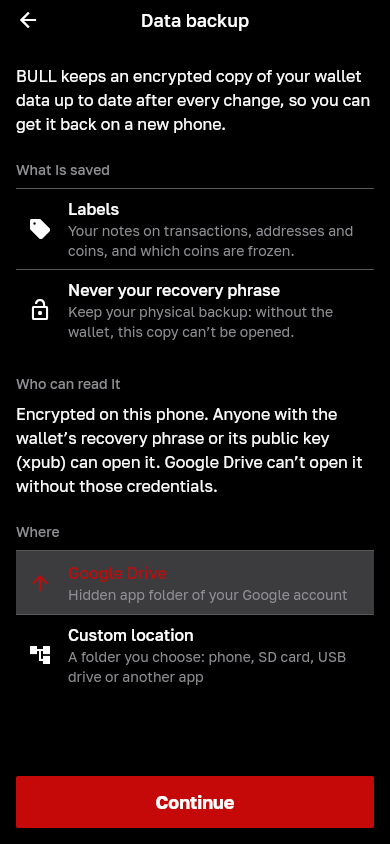 Data backup
BULL keeps an encrypted copy of your wallet
data up to date after every change, so you can
get it back on a new phone.
What is saved
Labels
Your notes on transactions, addresses and
coins, and which coins are frozen.
Never your recovery phrase
Keep your physical backup: without the
wallet, this copy can't be opened.
Who can read it
Encrypted on this phone. Anyone with the
wallet's recovery phrase or its public key
(xpub) can open it. Google Drive can't open it
without those credentials.
Where
Google Drive
Hidden app folder of your Google account
Custom location
A folder you choose: phone, SD card, USB
drive or another app
Continue